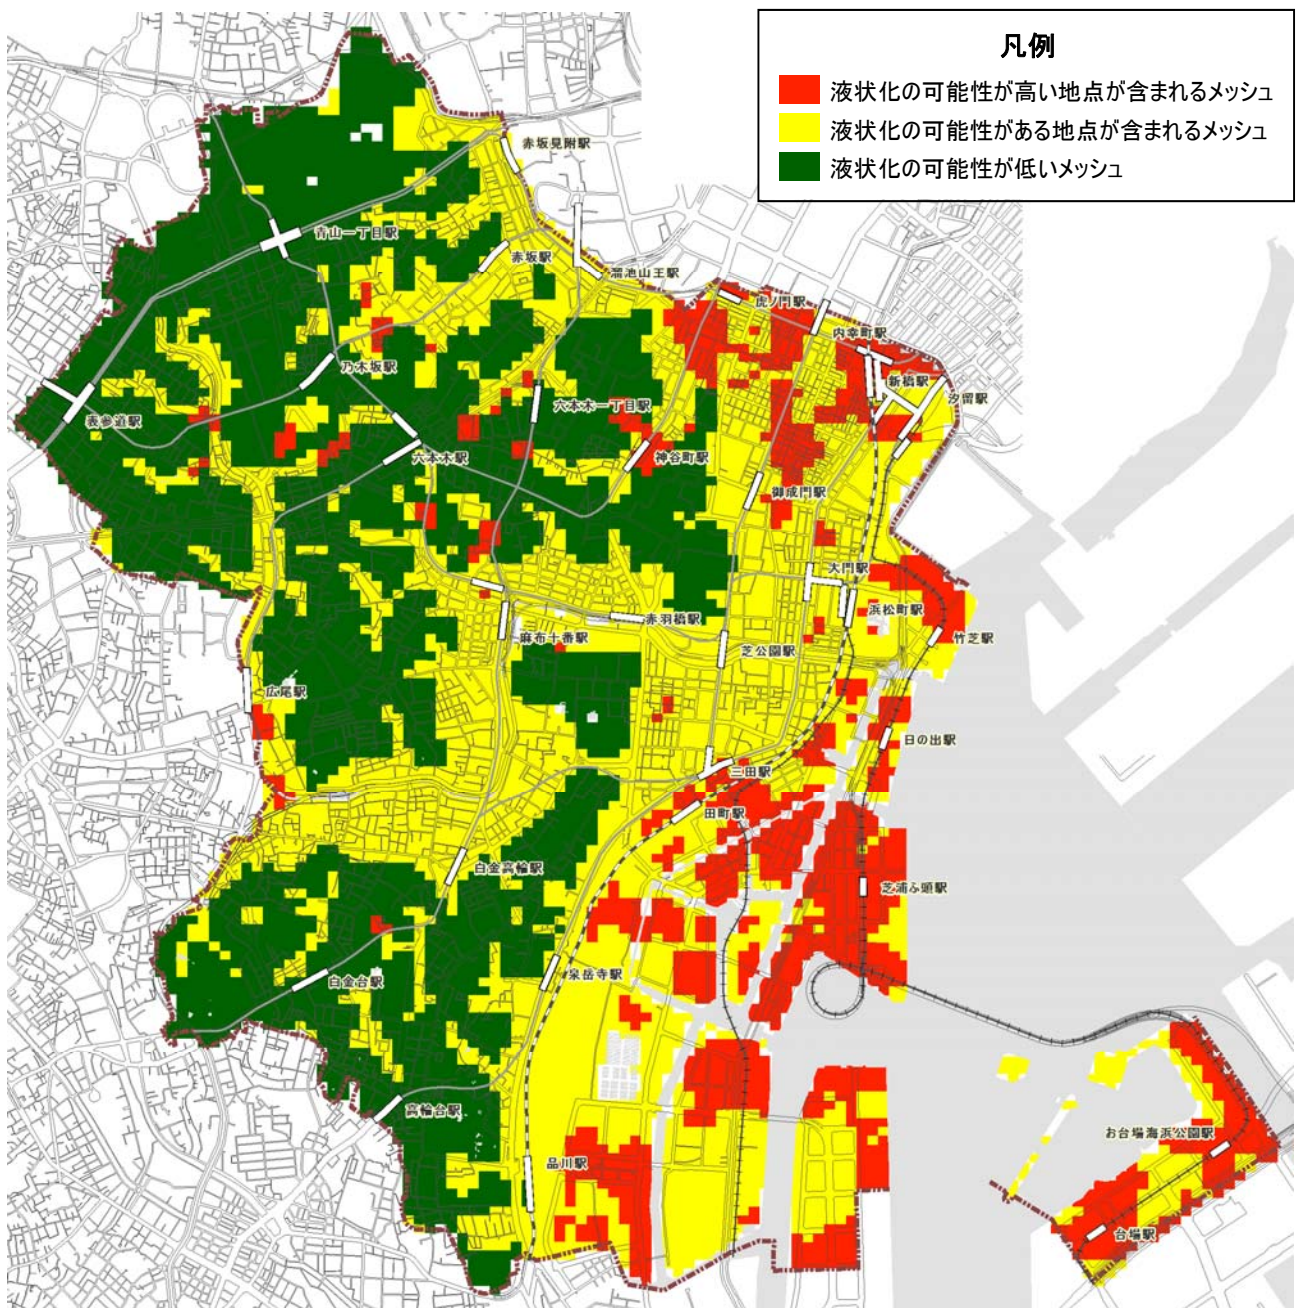 凡例
液状化の可能性が高い地点が含まれるメッシュ
液状化の可能性がある地点が含まれるメッシュ
液状化の可能性が低いメッシュ
赤坂見附駅
青山一丁目駅
赤坂駅
溜池山王駅
虎ノ門駅
内幸町駅
新橋駅
汐留駅
乃木坂駅
表参道駅
六本木一丁目駅
六本木駅
神谷町駅
御成門駅
大門駅
浜松町駅
竹芝駅
赤羽橋駅
麻布十番駅
芝公園駅
広尾駅
日の出駅
三田駅
田町駅
白金高輪駅
芝浦ふ頭駅
泉岳寺駅
白金台駅
高輪台駅
品川駅
お台場海浜公園駅
台場駅